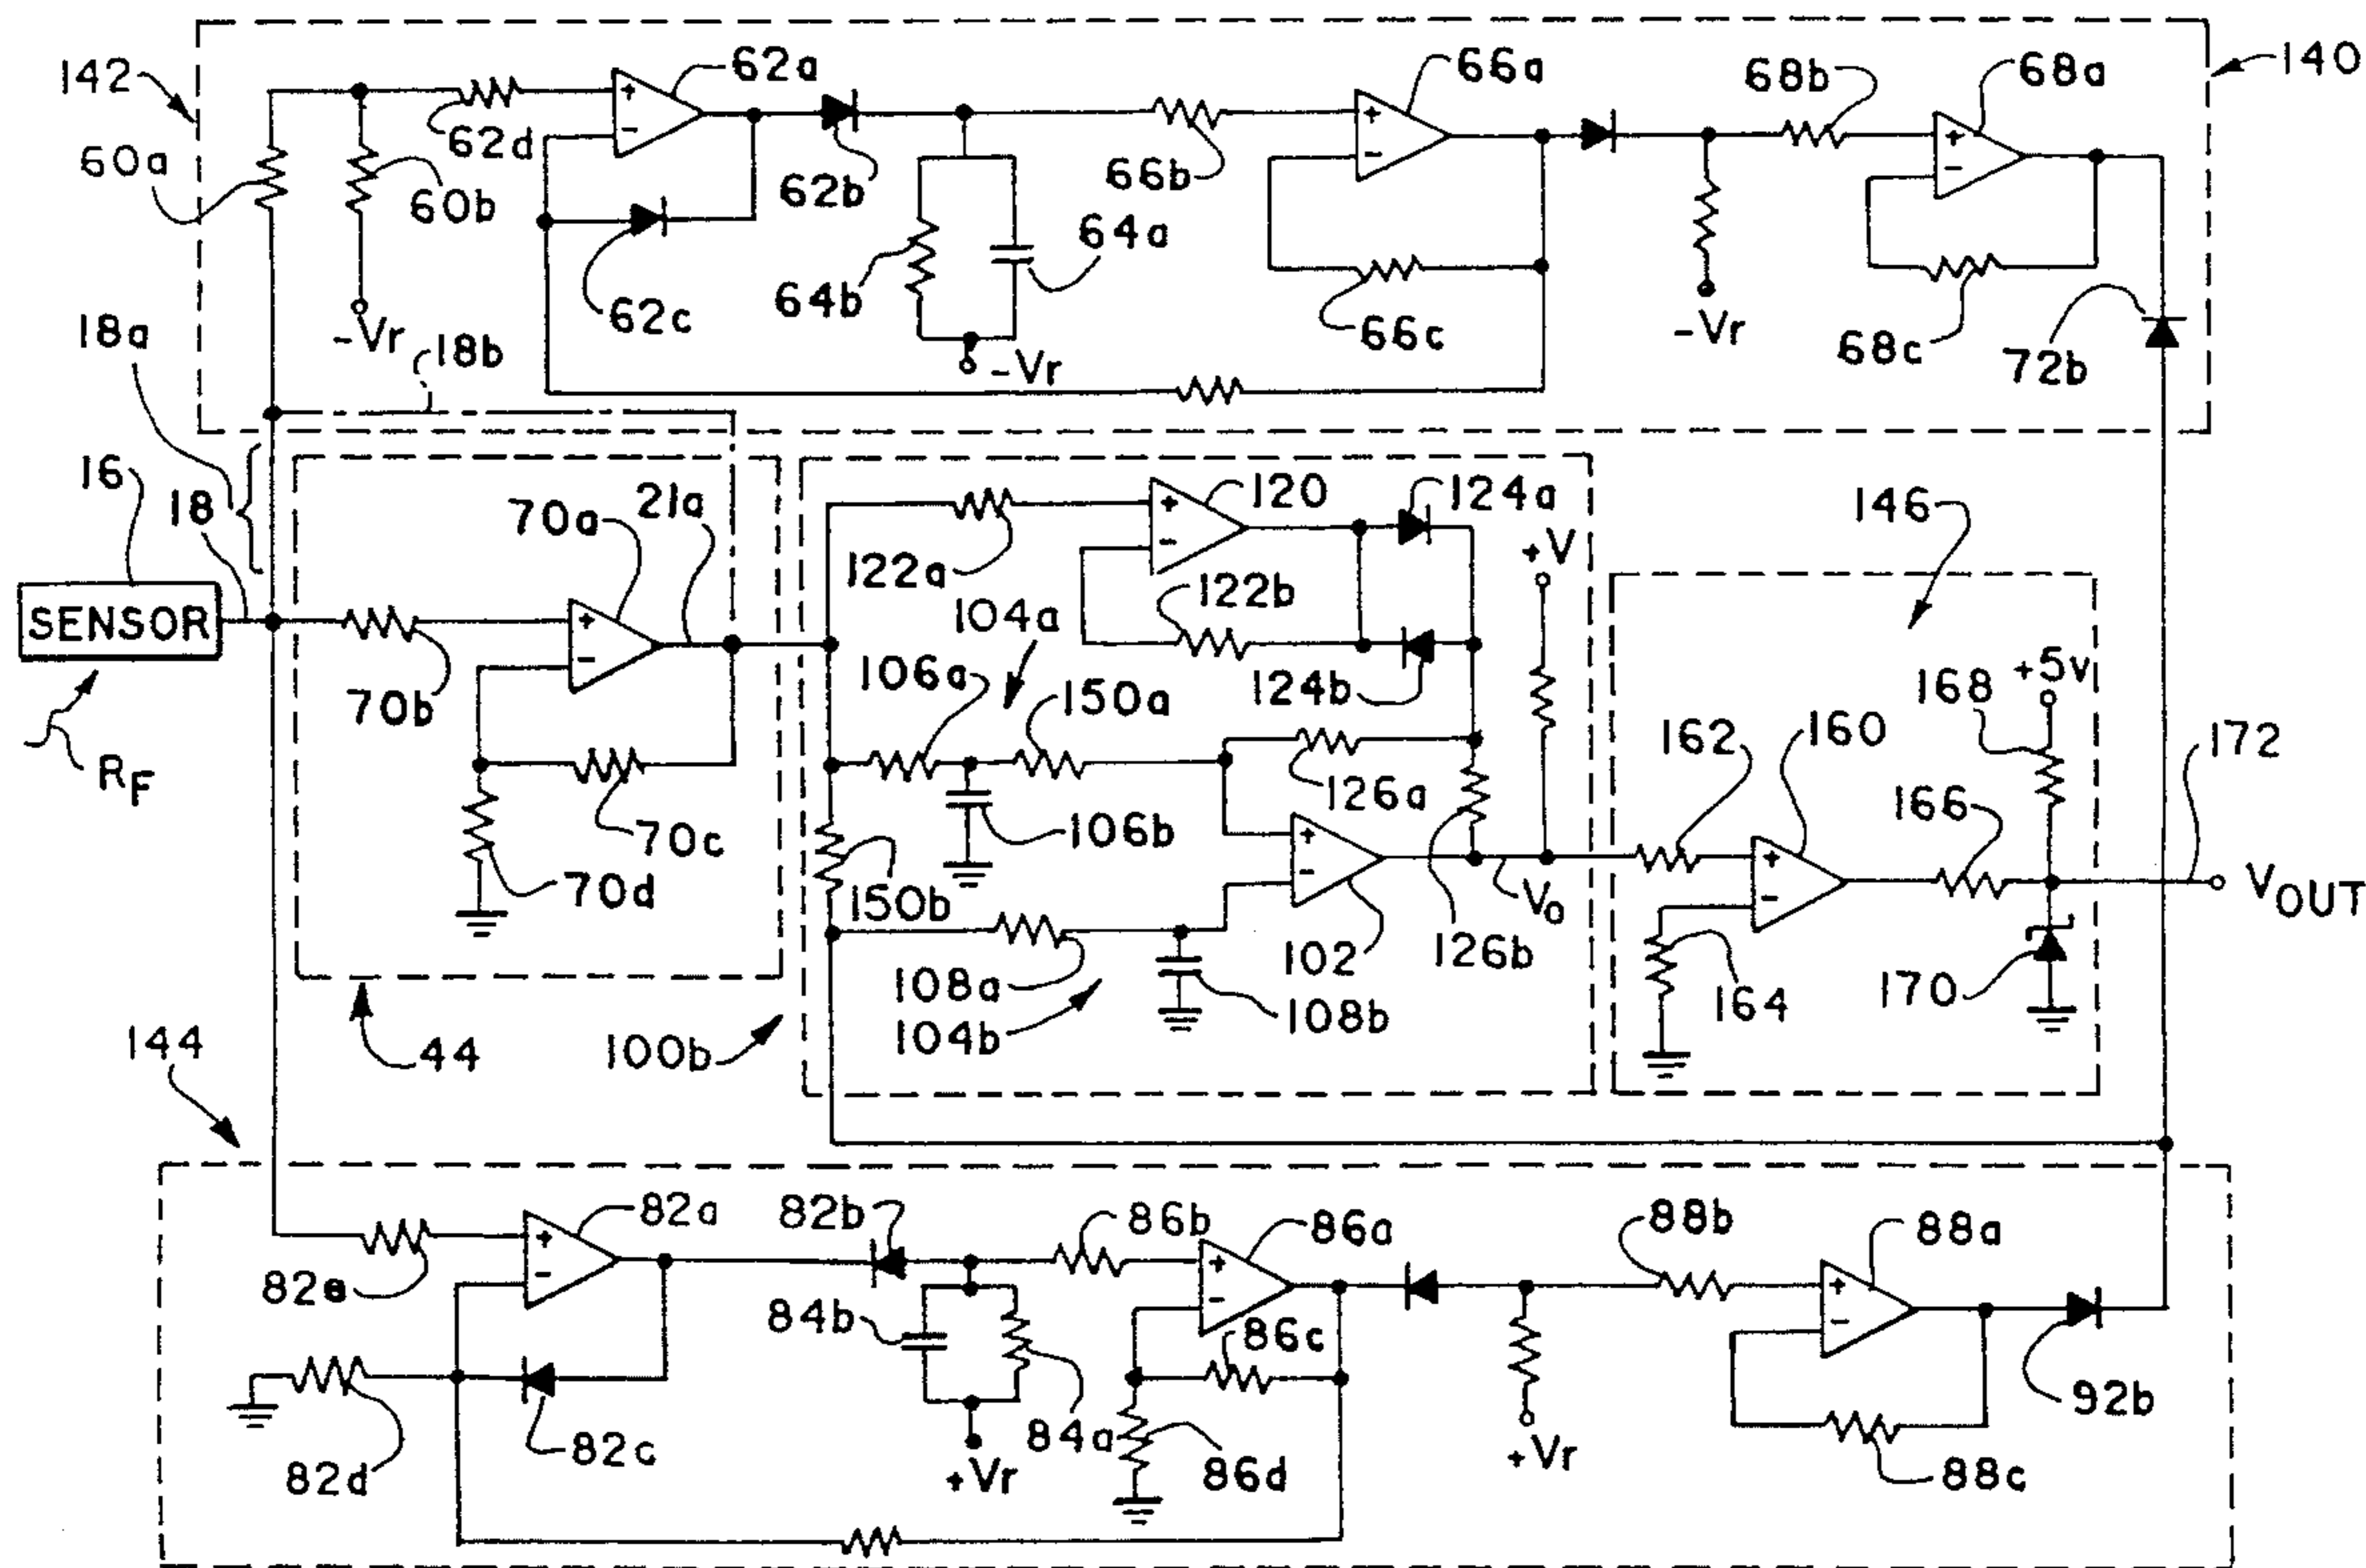 142
62a
66a
68b
68a
140
60a
62d
60b
62b
66b
64b
64a
62c
66c
-Vr
-Vr
-Vr
68c
72b
18a
18b
16
18
70a
21a
120
124a
146
+V
SENSOR
122a
122b
104a
106a
150a
124b
168
+5v
RF
70b
126a
162
160
172
70c
106b
166
70d
150b
Vo
VOUT
108a
102
126b
164
170
104b
108b
144
44
100b
82a
82b
86b
86a
88b
88a
82e
84b
86c
92b
82c
84a
+Vr
+Vr
82d
86d
88c